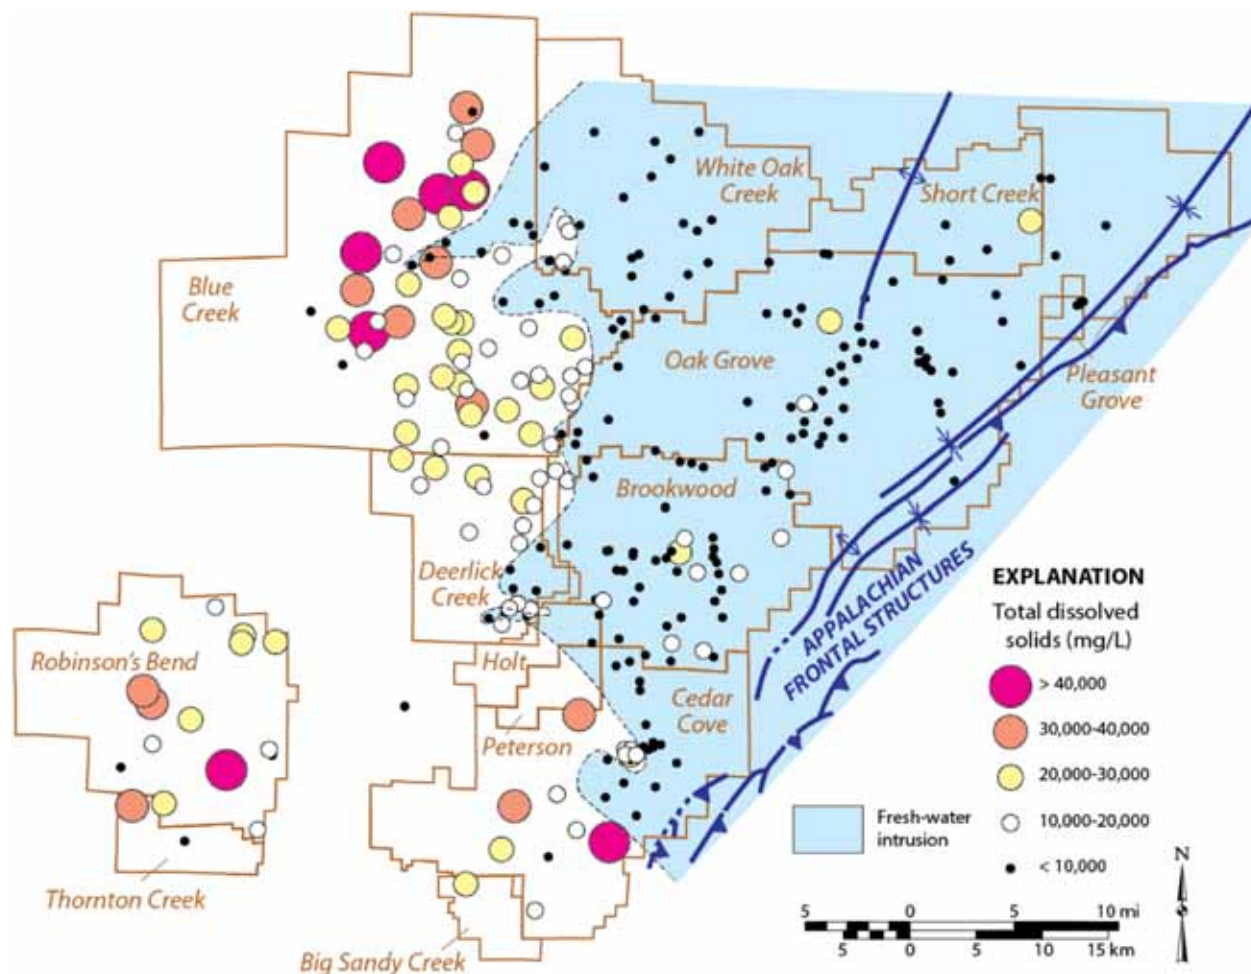 White Oak
Creek
Short Creek
Blue
Creek
Oak Grove
Pleasant
Grove
Brookwood
Deerlick
Creek
APPALACHIAN
FRONTAL STRUCTURES
Robinson's Bend
Holt
Cedar
Cove
Peterson
Thornton Creek
Big Sandy Creek
EXPLANATION
Total dissolved
solids (mg/L)
> 40,000
30,000-40,000
20,000-30,000
10,000-20,000
< 10,000
Fresh-water
intrusion
N
5 0 5 10 mi
5 0 5 10 15 km